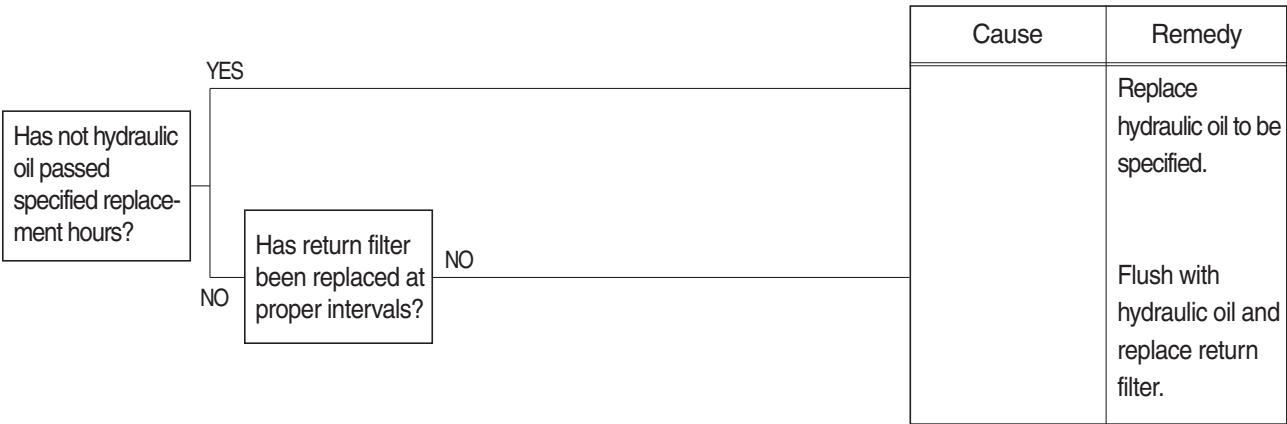 Cause
Remedy
YES
Replace
hydraulic oil to be
specified.
Has not hydraulic
oil passed
specified replace-
ment hours?
Has return filter
been replaced at
proper intervals?
NO
NO
Flush with
hydraulic oil and
replace return
filter.